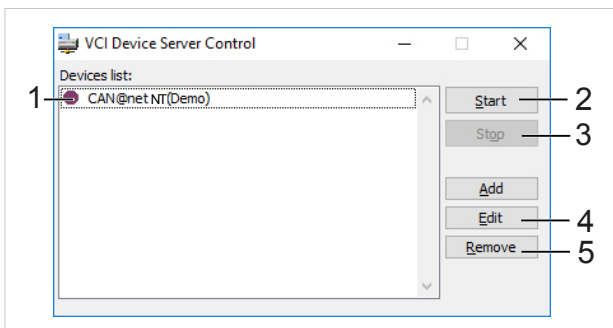 VCI Device Server Control
Devices list:
1 CAN@net NT(Demo)
Start 2
Stop 3
Add
Edit 4
Remove 5